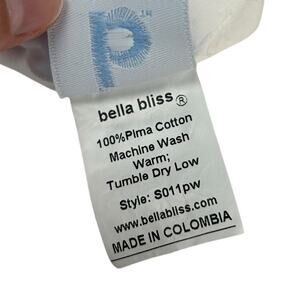 bella bliss®
100%Pima Cotton
Machine Wash
Warm;
Tumble Dry Low
Style: S011pw
www.bellabliss.com
MADE IN COLOMBIA